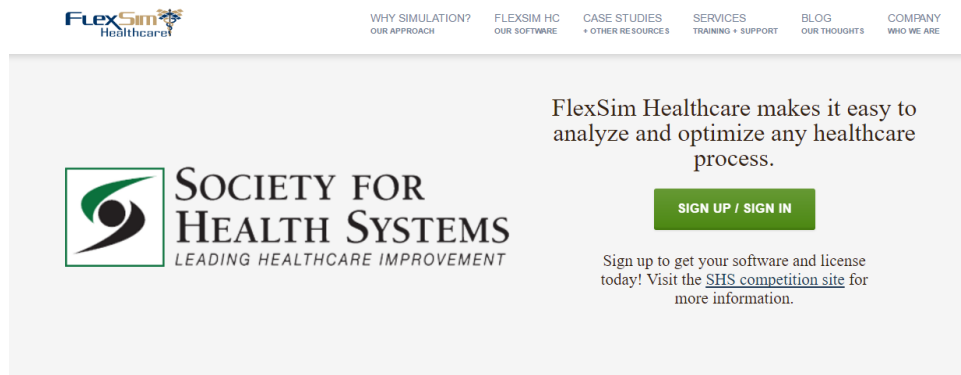 FlexSim
Healthcare
WHY SIMULATION?
OUR APPROACH
FLEXSIM HC
OUR SOFTWARE
CASE STUDIES
+ OTHER RESOURCES
SERVICES
TRAINING + SUPPORT
BLOG
OUR THOUGHTS
COMPANY
WHO WE ARE
SOCIETY FOR
HEALTH SYSTEMS
LEADING HEALTHCARE IMPROVEMENT
FlexSim Healthcare makes it easy to
analyze and optimize any healthcare
process.
SIGN UP / SIGN IN
Sign up to get your software and license
today! Visit the SHS competition site for
more information.